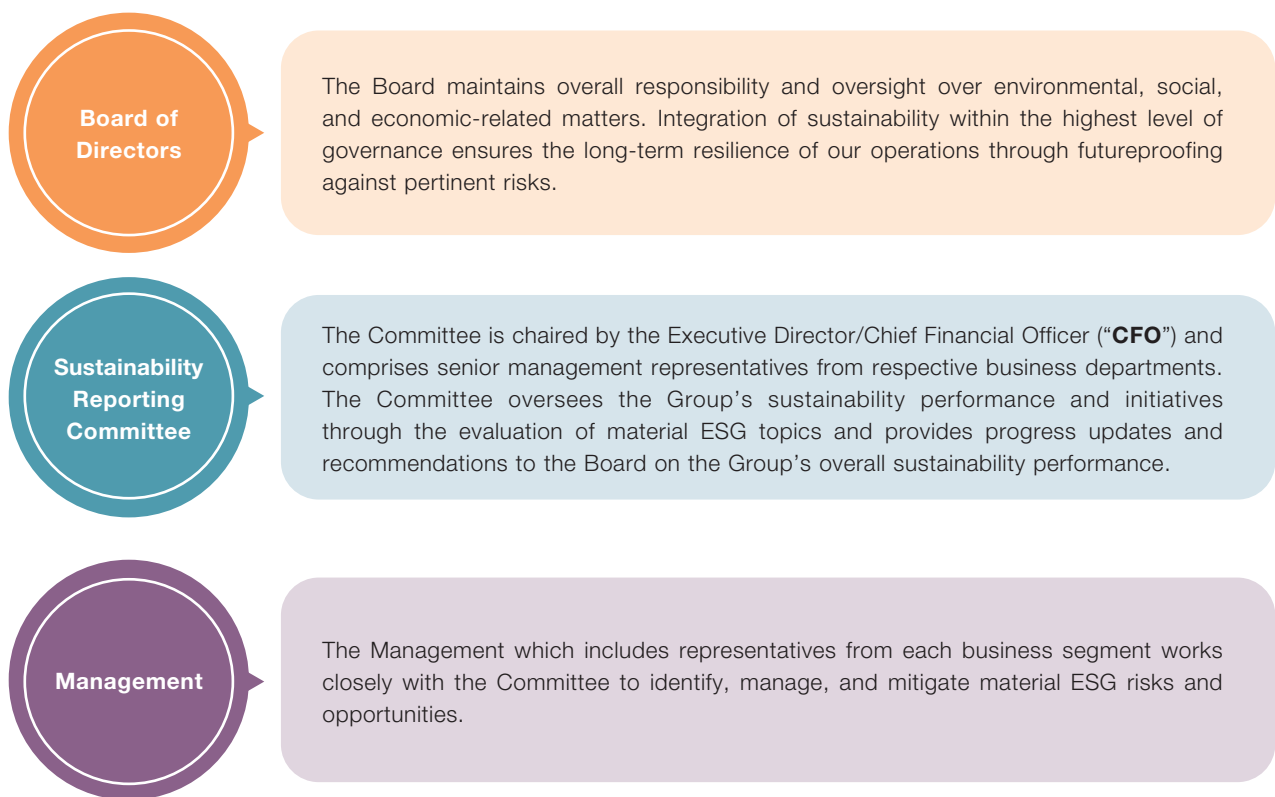 Board of
Directors
The Board maintains overall responsibility and oversight over environmental, social,
and economic-related matters. Integration of sustainability within the highest level of
governance ensures the long-term resilience of our operations through futureproofing
against pertinent risks.
Sustainability
Reporting
Committee
The Committee is chaired by the Executive Director/Chief Financial Officer (“CFO”) and
comprises senior management representatives from respective business departments.
The Committee oversees the Group’s sustainability performance and initiatives
through the evaluation of material ESG topics and provides progress updates and
recommendations to the Board on the Group’s overall sustainability performance.
Management
The Management which includes representatives from each business segment works
closely with the Committee to identify, manage, and mitigate material ESG risks and
opportunities.